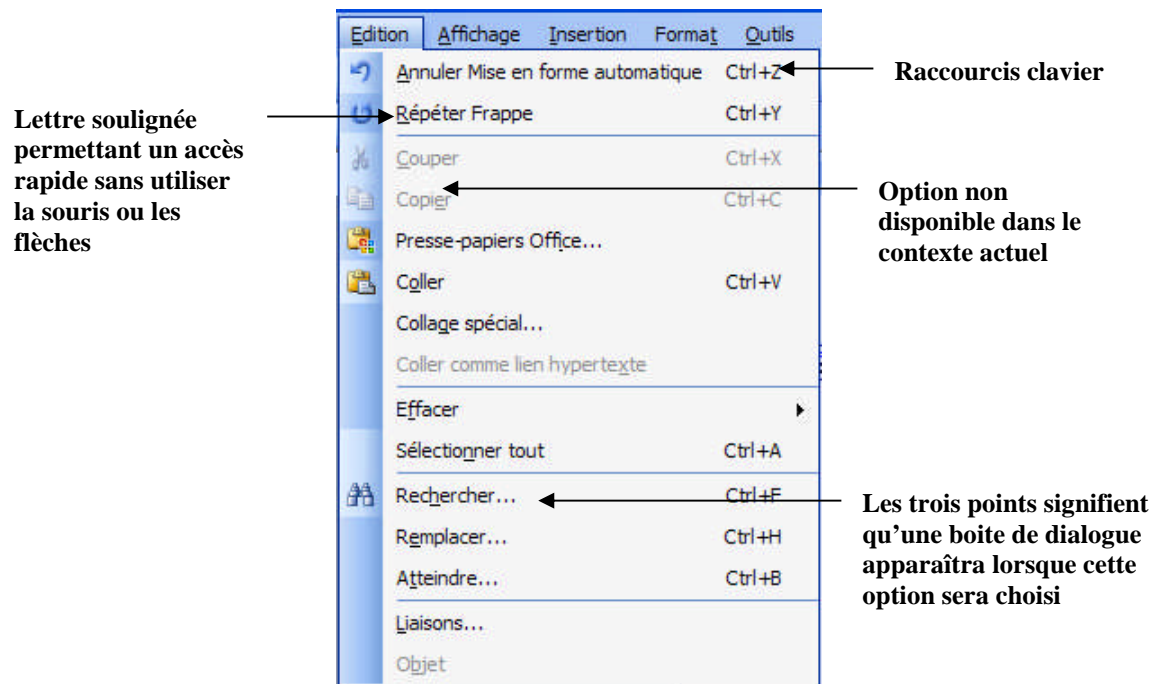 Edition Affichage Insertion Format Outils
Annuler Mise en forme automatique Ctrl+Z
Répéter Frappe Ctrl+Y
Couper Ctrl+X
Copier Ctrl+C
Presse-papiers Office...
Coller Ctrl+V
Collage spécial...
Coller comme lien hypertexte
Effacer
Sélectionner tout Ctrl+A
Rechercher... Ctrl+F
Remplacer... Ctrl+H
Atteindre... Ctrl+B
Liaisons...
Objet
Lettre soulignée
permettant un accès
rapide sans utiliser
la souris ou les
flèches
Raccourcis clavier
Option non
disponible dans le
contexte actuel
Les trois points signifient
qu’une boite de dialogue
apparaîtra lorsque cette
option sera choisi